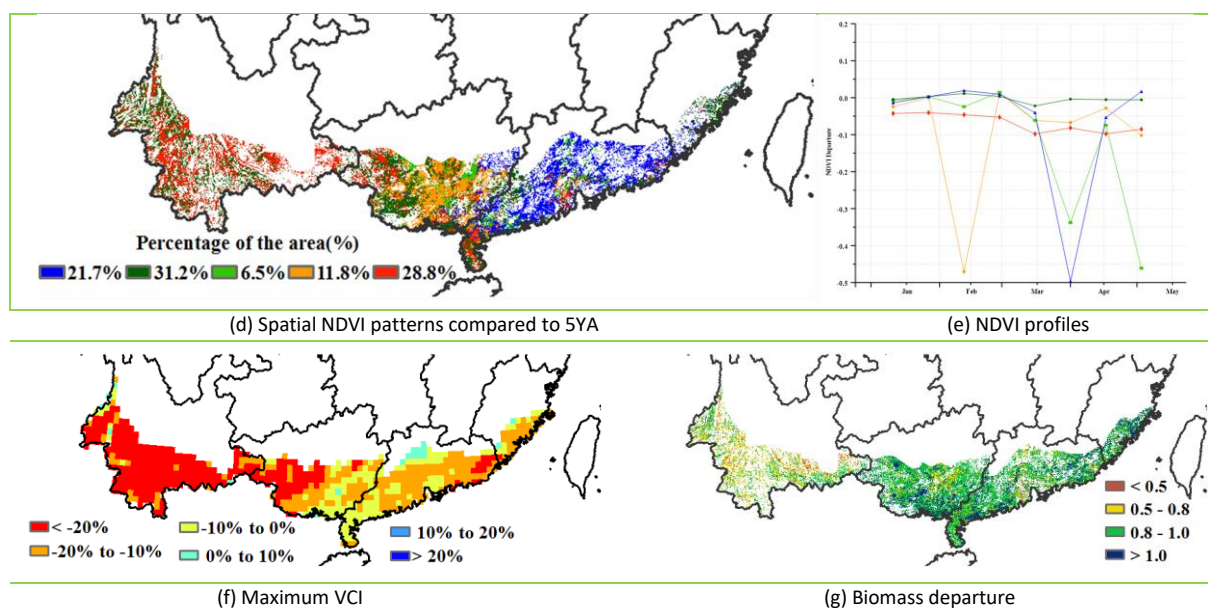 Percentage of the area(%)
21.7% 31.2% 6.5% 11.8% 28.8%
NDVI Departure
0.2
0.1
0.0
-0.1
-0.2
-0.3
-0.4
-0.5
Jan Feb Mar Apr May
(d) Spatial NDVI patterns compared to 5YA
(e) NDVI profiles
< -20% -10% to 0% 10% to 20%
-20% to -10% 0% to 10% > 20%
< 0.5
0.5 - 0.8
0.8 - 1.0
> 1.0
(f) Maximum VCI
(g) Biomass departure